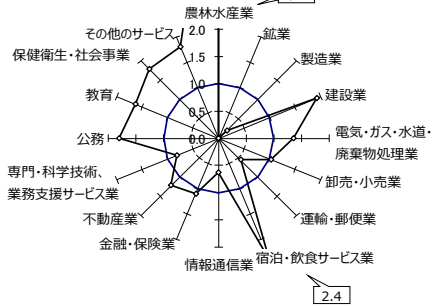 農林水産業
2.0
1.5
1.0
0.5
0.0
鉱業
製造業
建設業
電気・ガス・水道・
廃棄物処理業
卸売・小売業
運輸・郵便業
宿泊・飲食サービス業
2.4
情報通信業
金融・保険業
不動産業
専門・科学技術、
業務支援サービス業
公務
教育
保健衛生・社会事業
その他のサービス